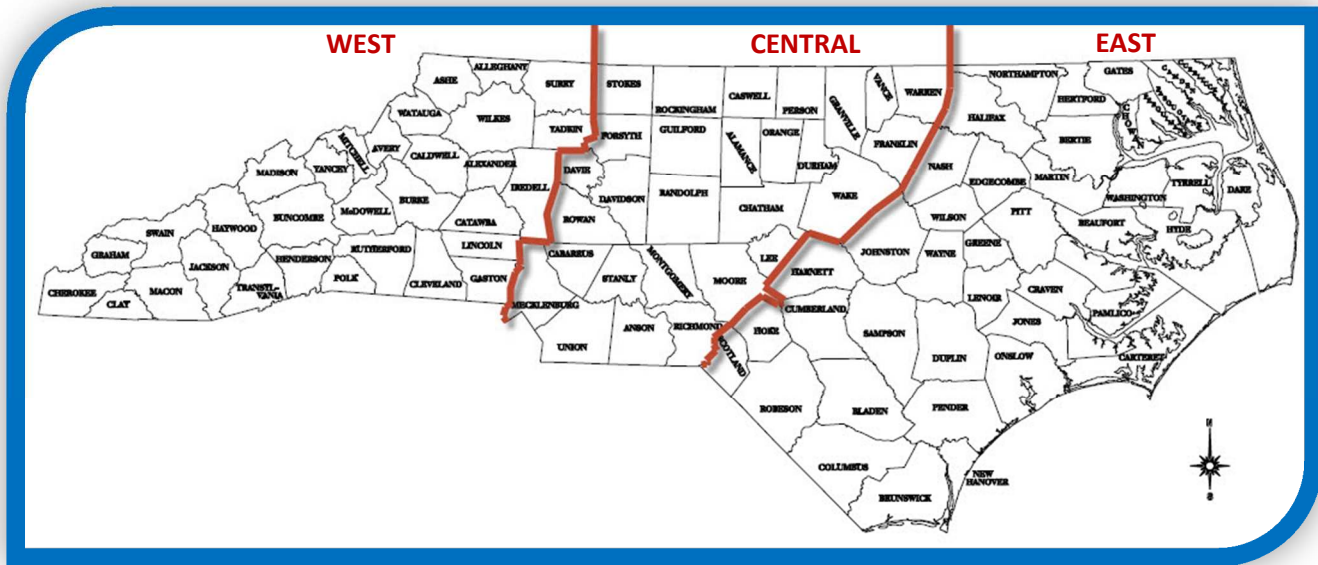 WEST
CENTRAL
EAST
ALLEGHANY
ASHE
SURRY
STOKES
ROCKINGHAM
CASWELL
PERSON
GRANVILLE
VANCE
WARREN
NORTHAMPTON
GATES
HERTFORD
HALIFAX
CHOWAN
WATAUGA
WILKES
YADKIN
FORSYTH
GUILFORD
ALAMANCE
ORANGE
DURHAM
FRANKLIN
BERTIE
MITCHELL
AVERY
CALDWELL
ALEXANDER
NASH
MADISON
YANCEY
IREDELL
DAVIE
DAVIDSON
RANDOLPH
WAKE
EDGECOMBE
MARTIN
WASHINGTON
TYRRELL
DARE
BUNCOMBE
McDOWELL
BURKE
CATAWBA
ROWAN
CHATHAM
WILSON
PITT
BEAUFORT
HYDE
SWAIN
HAYWOOD
GRAHAM
JACKSON
HENDERSON
RUTHERFORD
LINCOLN
CABARRUS
MONTGOMERY
MOORE
LEE
HARNETT
JOHNSTON
WAYNE
GREENE
CHEROKEE
CLAY
MACON
TRANSYL-
VANIA
POLK
CLEVELAND
GASTON
MECKLENBURG
STANLY
LENOIR
CRAVEN
PAMLICO
UNION
ANSON
RICHMOND
SCOTLAND
HOKE
CUMBERLAND
SAMPSON
DUPLIN
JONES
ONSLOW
CARTERET
ROBESON
BLADEN
PENDER
COLUMBUS
BRUNSWICK
NEW
HANOVER
N
S